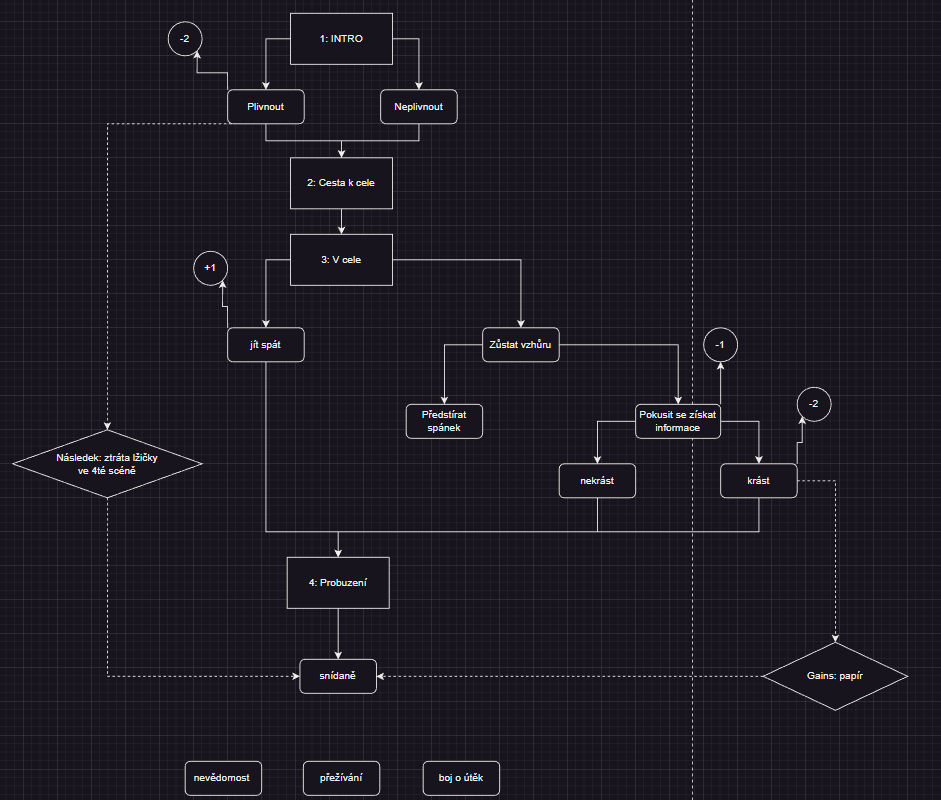 -2
1: INTRO
Plivnout
Neplivnout
2: Cesta k cele
+1
3: V cele
jít spát
Zůstat vzhůru
-1
Předstírat
spánek
Pokusit se získat
informace
-2
Následek: ztráta lžičky
ve 4té scéně
nekrást
krást
4: Probuzení
snídaně
Gains: papír
nevědomost
přežívání
boj o útěk